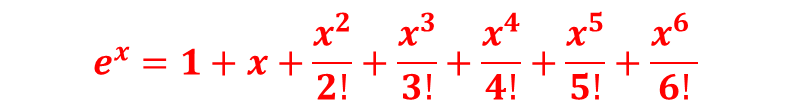 e^x = 1 + x + x^2/2! + x^3/3! + x^4/4! + x^5/5! + x^6/6!